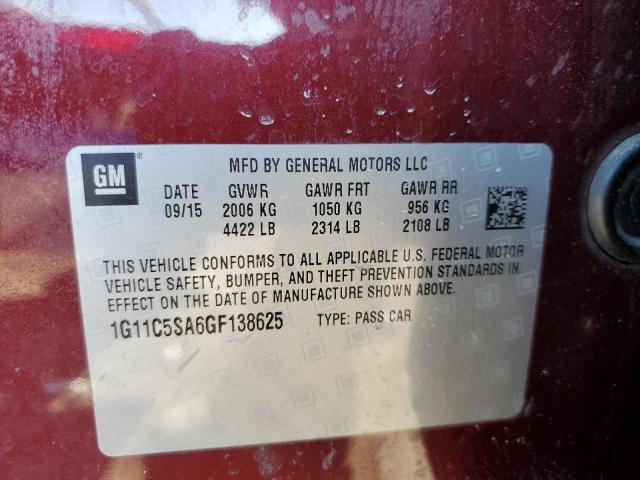 GM
MFD BY GENERAL MOTORS LLC
DATE GVWR GAWR FRT GAWR RR
09/15 2006 KG 1050 KG 956 KG
4422 LB 2314 LB 2108 LB
THIS VEHICLE CONFORMS TO ALL APPLICABLE U.S. FEDERAL MOTOR
VEHICLE SAFETY, BUMPER, AND THEFT PREVENTION STANDARDS IN
EFFECT ON THE DATE OF MANUFACTURE SHOWN ABOVE.
1G11C5SA6GF138625 TYPE: PASS CAR